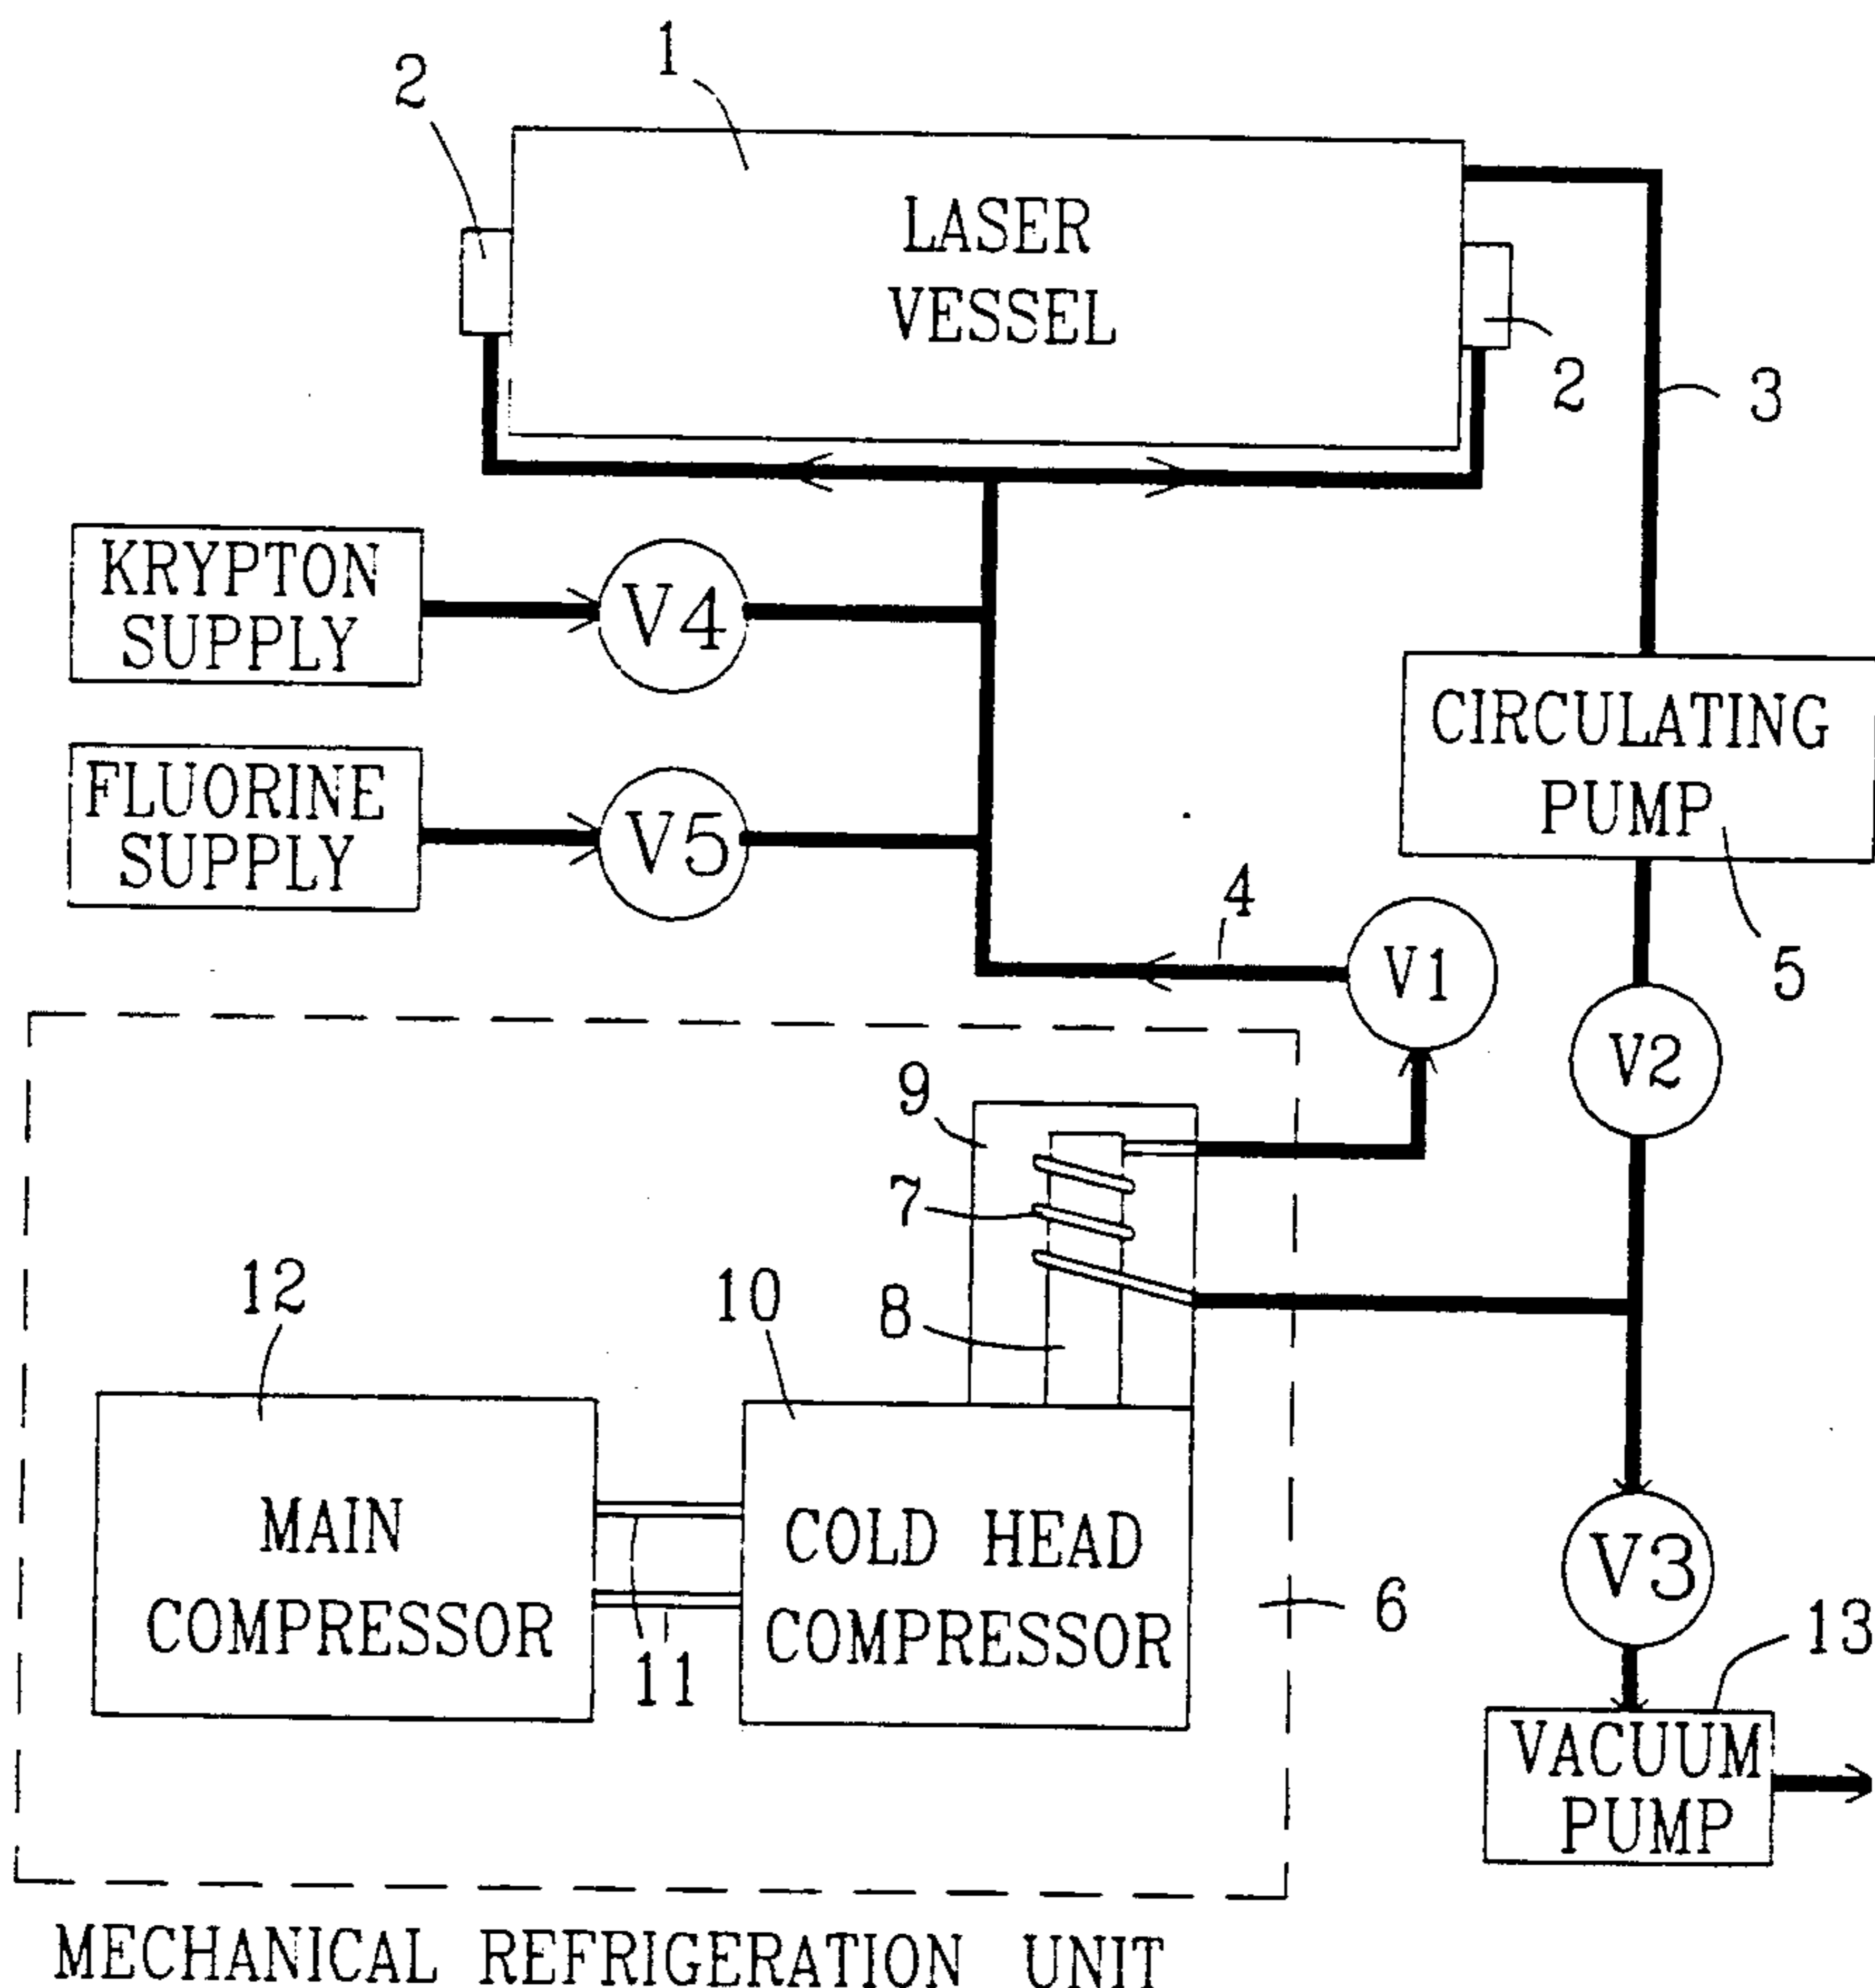 1
2
LASER
VESSEL
2
3
KRYPTON
SUPPLY
V4
CIRCULATING
PUMP
FLUORINE
SUPPLY
V5
4
V1
5
V2
9
7
12
10
8
MAIN
COMPRESSOR
COLD HEAD
COMPRESSOR
11
6
V3
13
VACUUM
PUMP
MECHANICAL REFRIGERATION UNIT